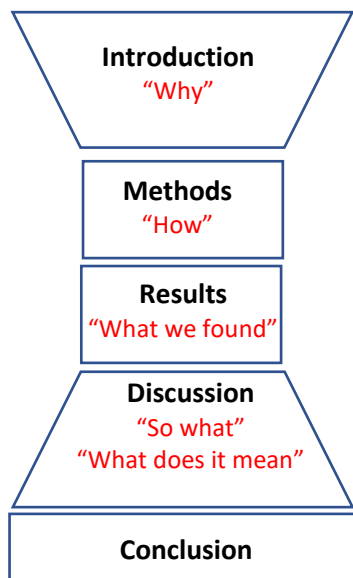 Introduction
“Why”
Methods
“How”
Results
“What we found”
Discussion
“So what”
“What does it mean”
Conclusion